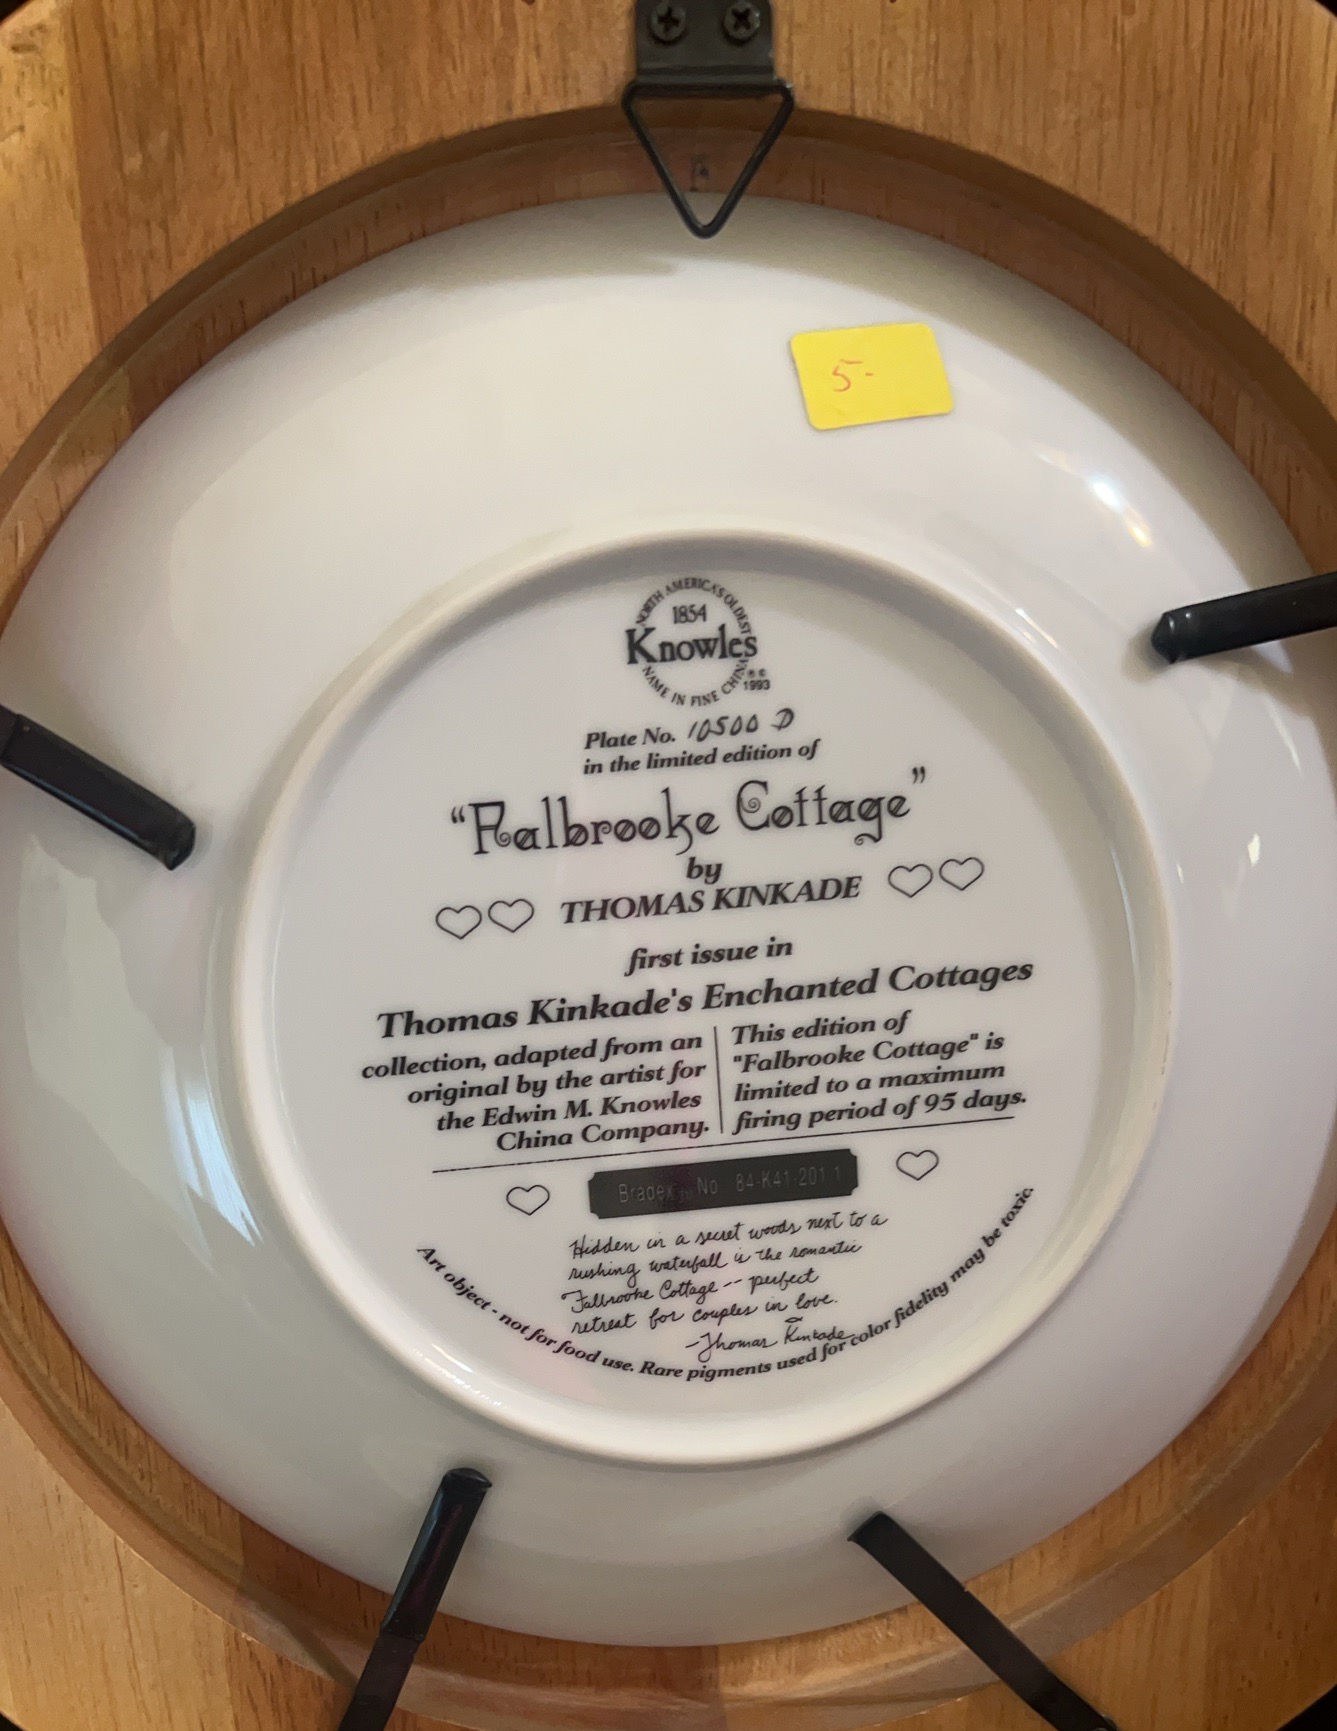 5-
NORTH AMERICA'S OLDEST
1854
Knowles
NAME IN FINE CHINA
® ©
1993
Plate No. 10500 D
in the limited edition of
"Falbrooke Cottage"
by
THOMAS KINKADE
first issue in
Thomas Kinkade's Enchanted Cottages
collection, adapted from an
original by the artist for
the Edwin M. Knowles
China Company.
This edition of
"Falbrooke Cottage" is
limited to a maximum
firing period of 95 days.
Bradex No 84-K41-201 1
Hidden in a secret woods next to a
rushing waterfall is the romantic
Falbrooke Cottage -- perfect
retreat for couples in love.
-Thomas Kinkade
Art object - not for food use. Rare pigments used for color fidelity may be toxic.